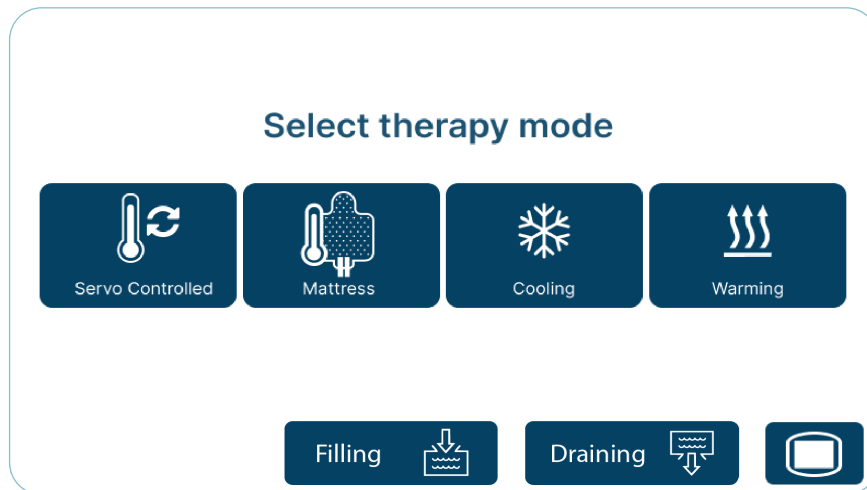 Select therapy mode
Servo Controlled
Mattress
Cooling
Warming
Filling
Draining